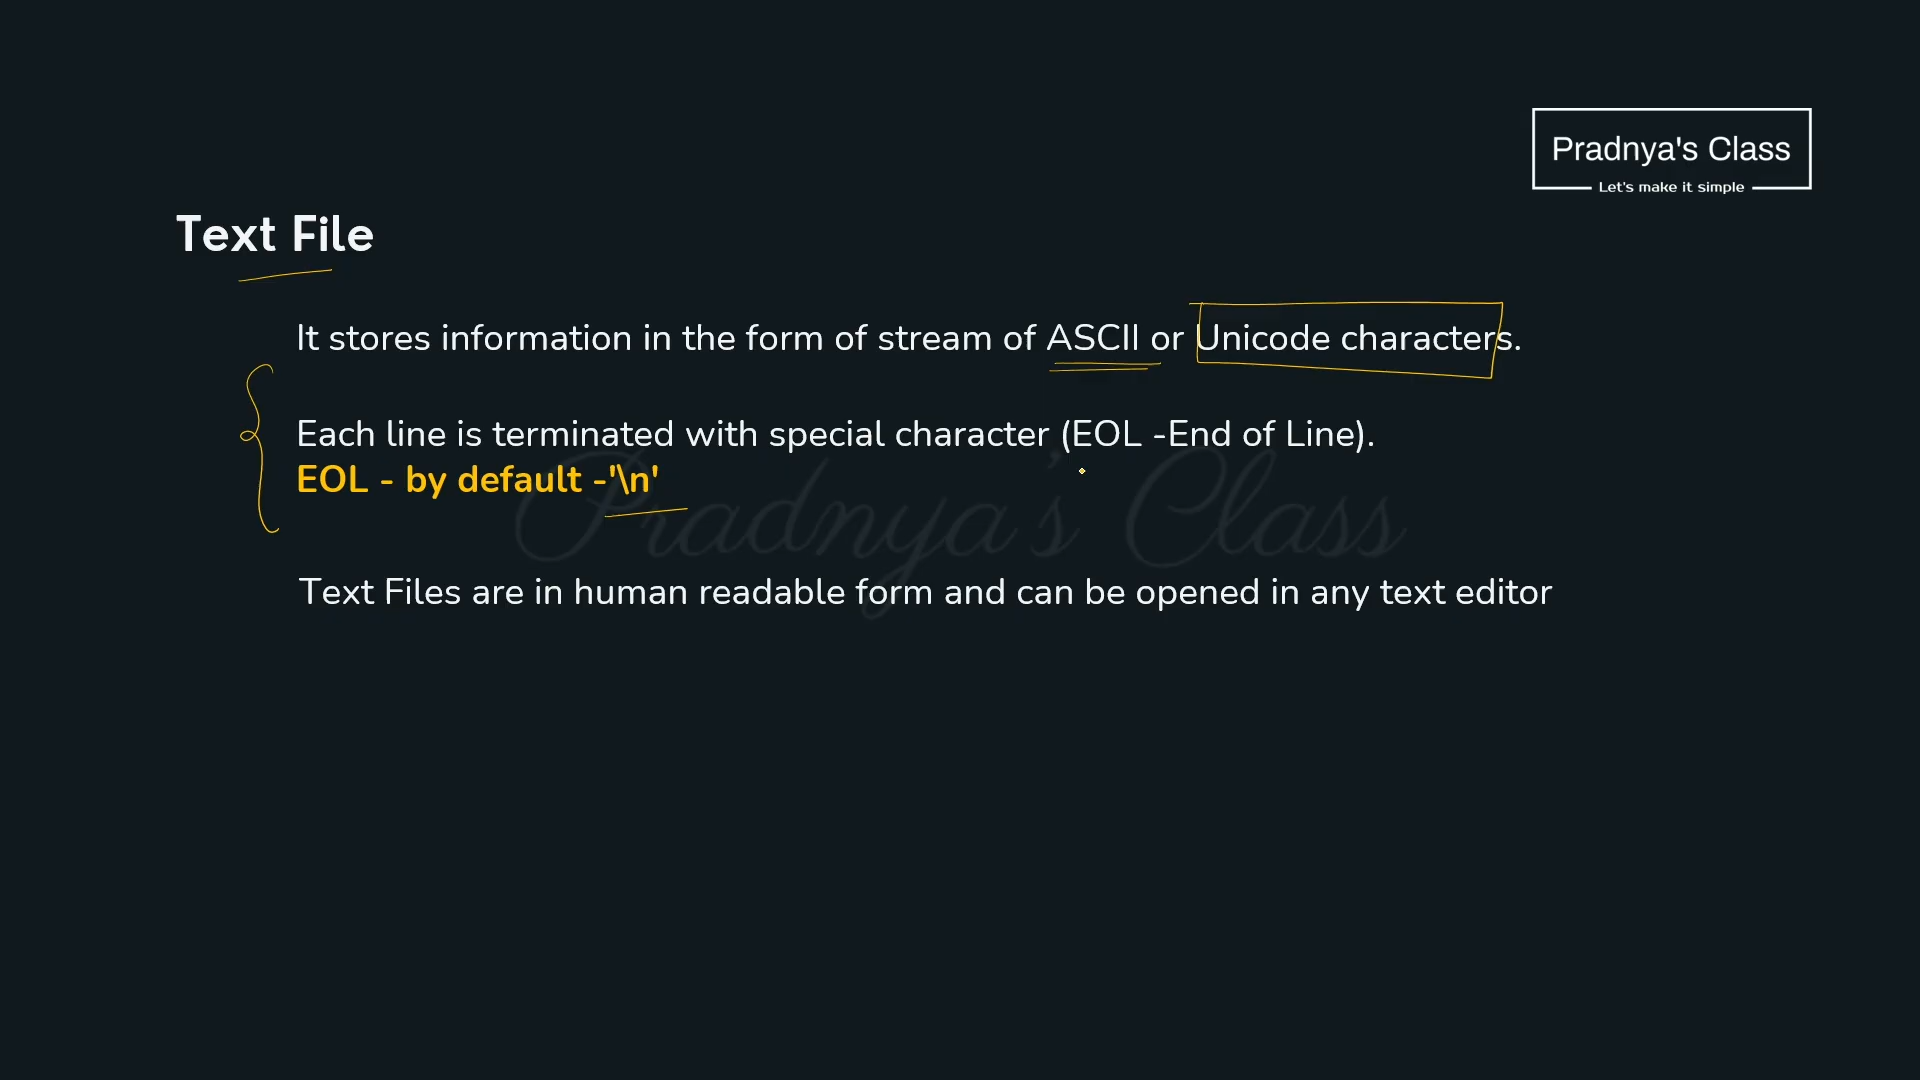 Pradnya's Class
Let's make it simple
Text File
It stores information in the form of stream of ASCII or Unicode characters.
Each line is terminated with special character (EOL -End of Line).
EOL - by default -'\n'
Pradnya's Class
Text Files are in human readable form and can be opened in any text editor